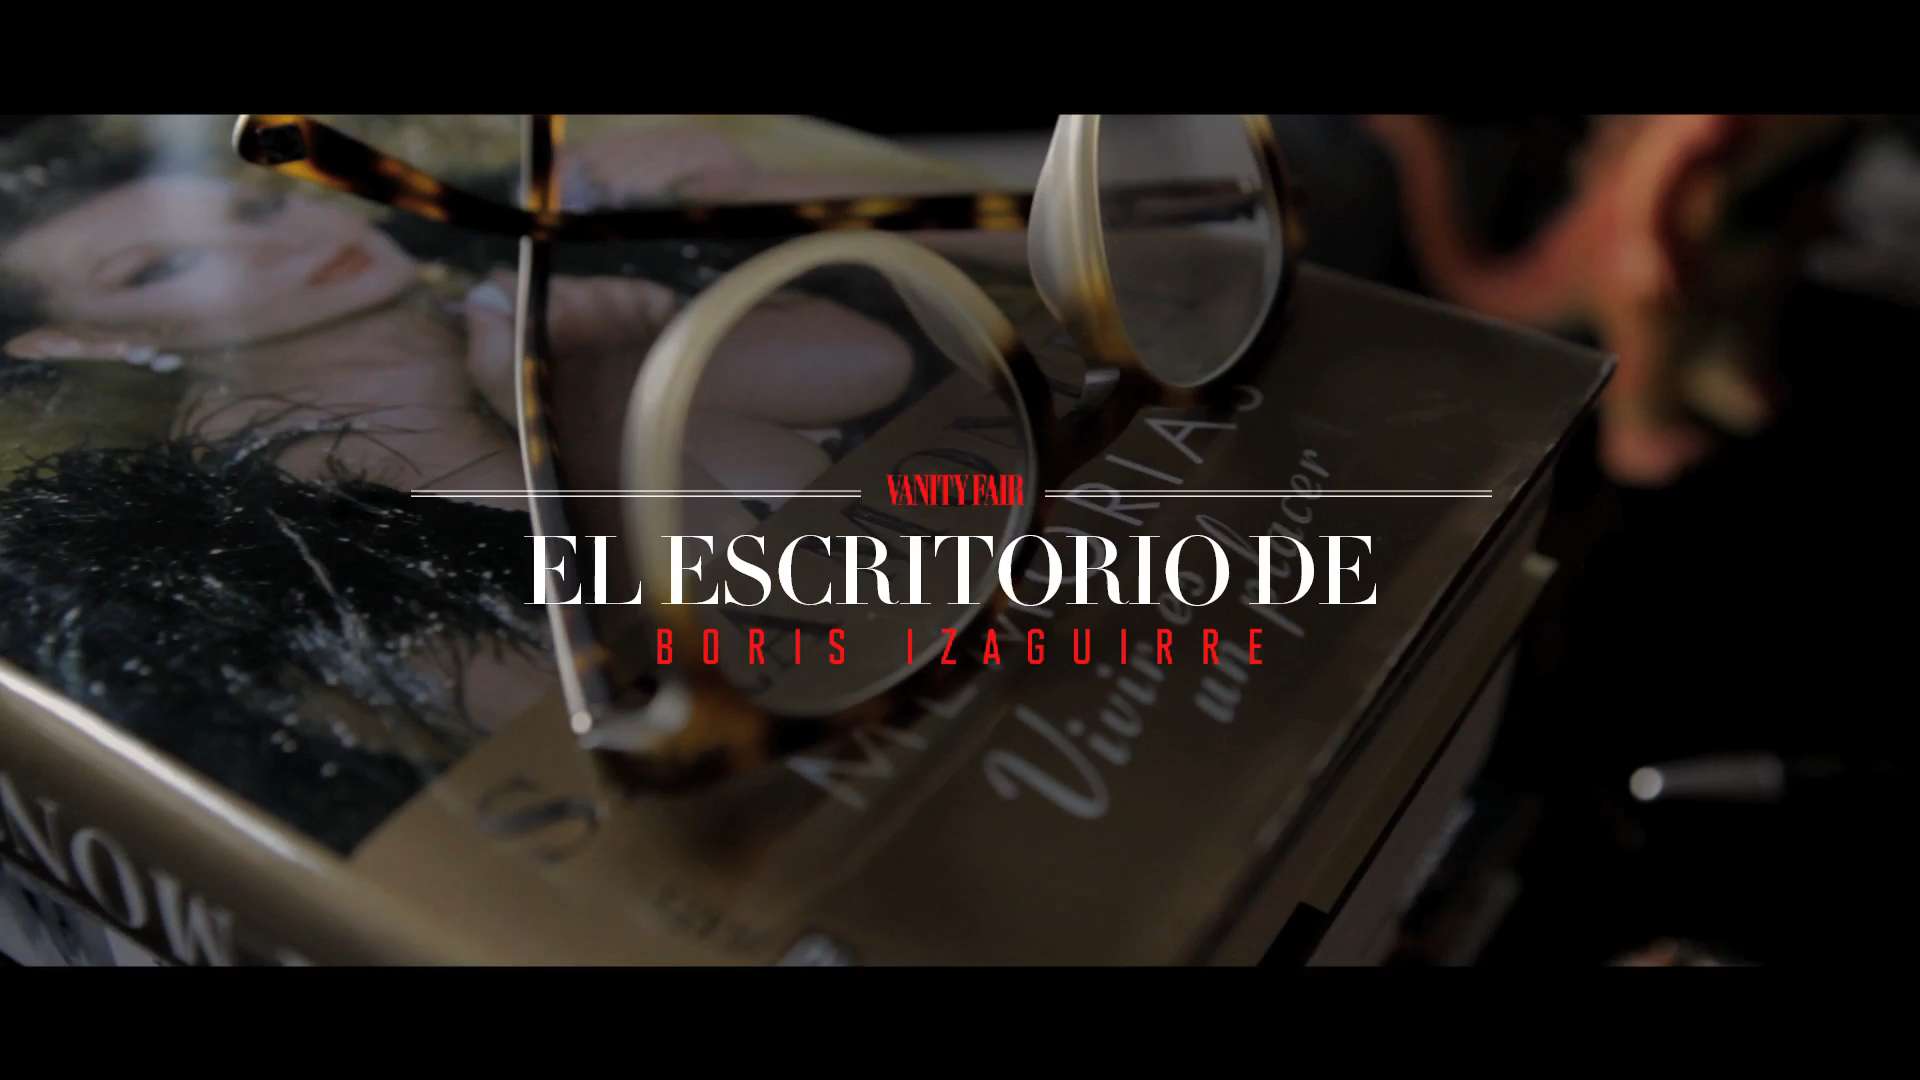 VANITY FAIR
EL ESCRITORIO DE
BORIS IZAGUIRRE
MEMORIAS
Vivir es
un placer
NOW